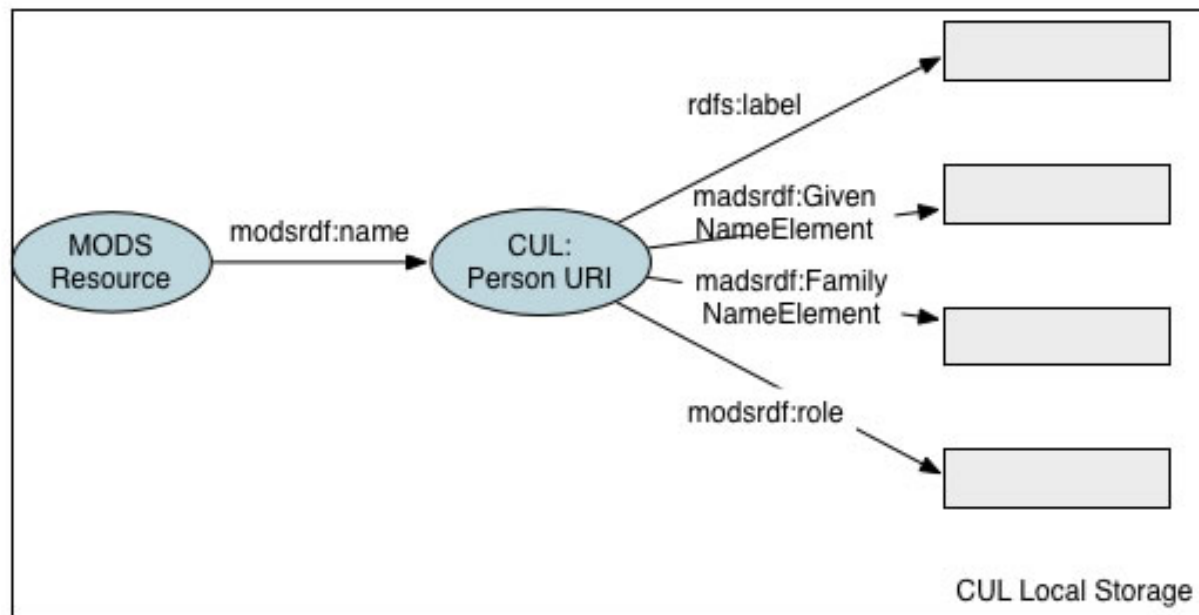 rdfs:label
madsrdf:Given
NameElement
modsrdf:name
MODS
Resource
CUL:
Person URI
madsrdf:Family
NameElement
modsrdf:role
CUL Local Storage